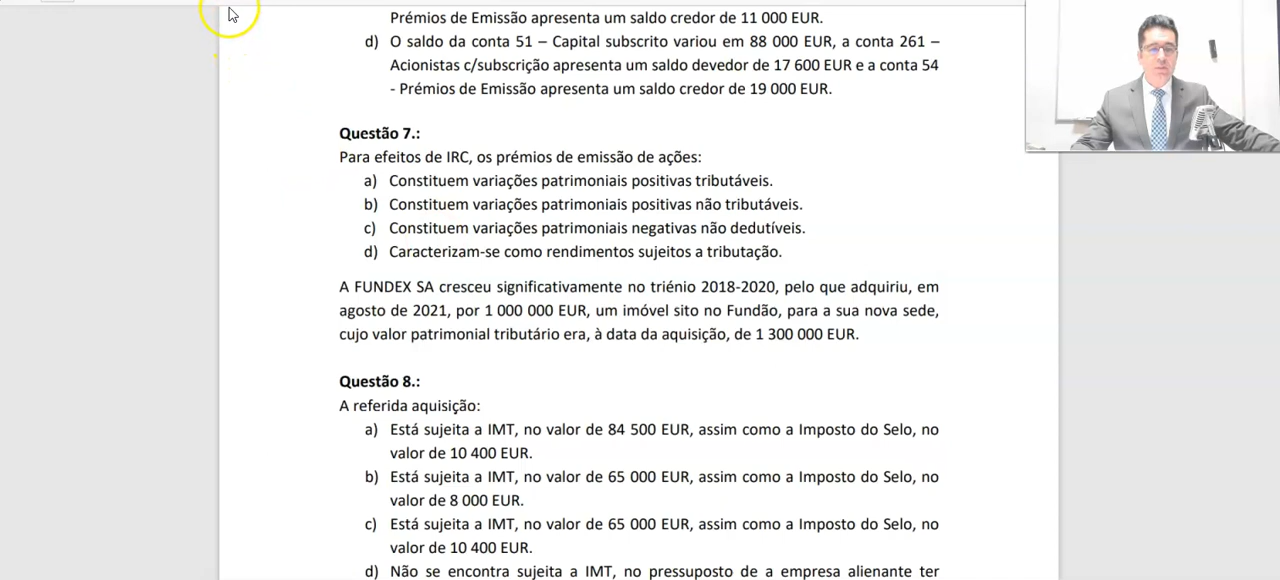 Prémios de Emissão apresenta um saldo credor de 11 000 EUR.
d) O saldo da conta 51 – Capital subscrito variou em 88 000 EUR, a conta 261 –
Acionistas c/subscrição apresenta um saldo devedor de 17 600 EUR e a conta 54
- Prémios de Emissão apresenta um saldo credor de 19 000 EUR.
Questão 7.:
Para efeitos de IRC, os prémios de emissão de ações:
a) Constituem variações patrimoniais positivas tributáveis.
b) Constituem variações patrimoniais positivas não tributáveis.
c) Constituem variações patrimoniais negativas não dedutíveis.
d) Caracterizam-se como rendimentos sujeitos a tributação.
A FUNDEX SA cresceu significativamente no triénio 2018-2020, pelo que adquiriu, em
agosto de 2021, por 1 000 000 EUR, um imóvel sito no Fundão, para a sua nova sede,
cujo valor patrimonial tributário era, à data da aquisição, de 1 300 000 EUR.
Questão 8.:
A referida aquisição:
a) Está sujeita a IMT, no valor de 84 500 EUR, assim como a Imposto do Selo, no
valor de 10 400 EUR.
b) Está sujeita a IMT, no valor de 65 000 EUR, assim como a Imposto do Selo, no
valor de 8 000 EUR.
c) Está sujeita a IMT, no valor de 65 000 EUR, assim como a Imposto do Selo, no
valor de 10 400 EUR.
d) Não se encontra sujeita a IMT, no pressuposto de a empresa alienante ter